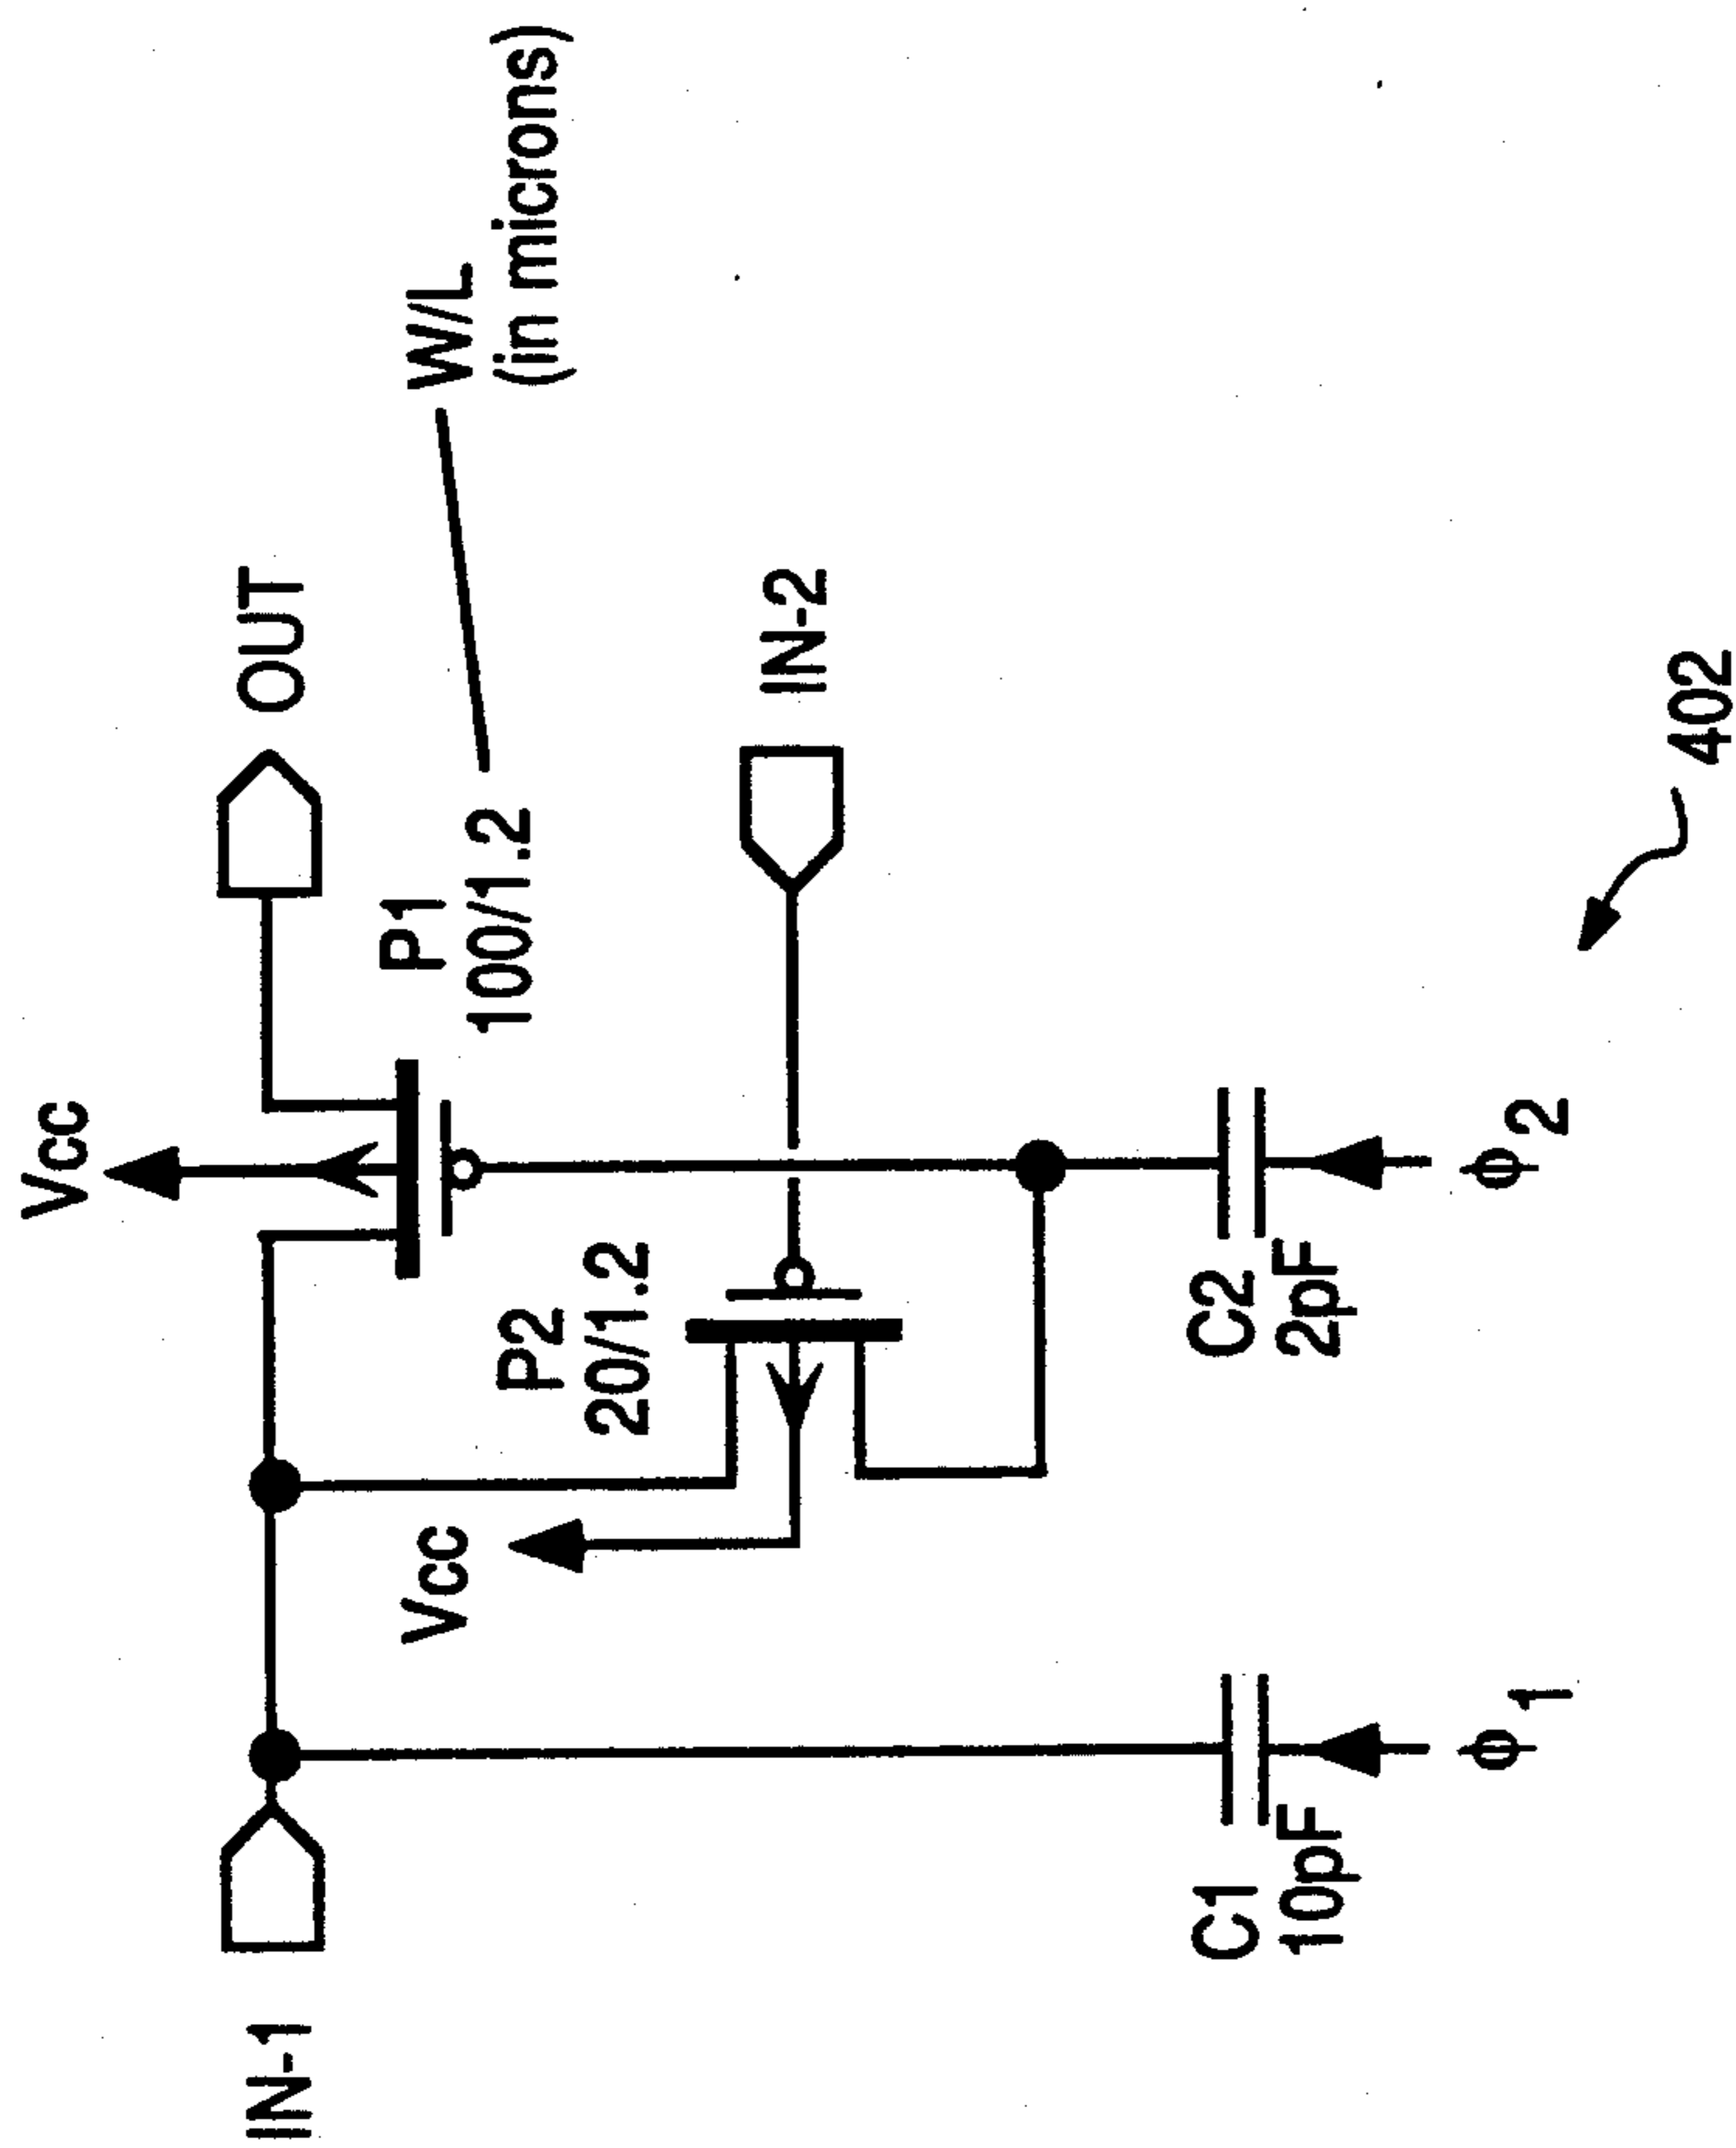 Vcc
IN-1
OUT
P1
100/1.2
W/L
(in microns)
Vcc
P2
20/1.2
IN-2
C1
10pF
C2
2pF
φ1
φ2
402